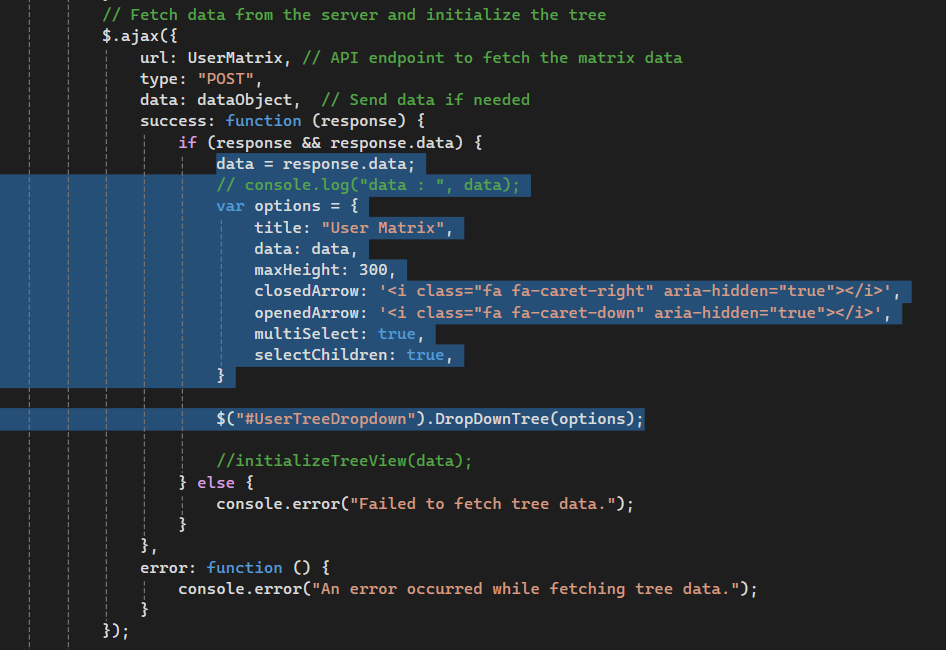 // Fetch data from the server and initialize the tree
$.ajax({
url: UserMatrix, // API endpoint to fetch the matrix data
type: "POST",
data: dataObject,  // Send data if needed
success: function (response) {
if (response && response.data) {
data = response.data;
// console.log("data : ", data);
var options = {
title: "User Matrix",
data: data,
maxHeight: 300,
closedArrow: '<i class="fa fa-caret-right" aria-hidden="true"></i>',
openedArrow: '<i class="fa fa-caret-down" aria-hidden="true"></i>',
multiSelect: true,
selectChildren: true,
}
$("#UserTreeDropdown").DropDownTree(options);
//initializeTreeView(data);
} else {
console.error("Failed to fetch tree data.");
}
},
error: function () {
console.error("An error occurred while fetching tree data.");
}
});